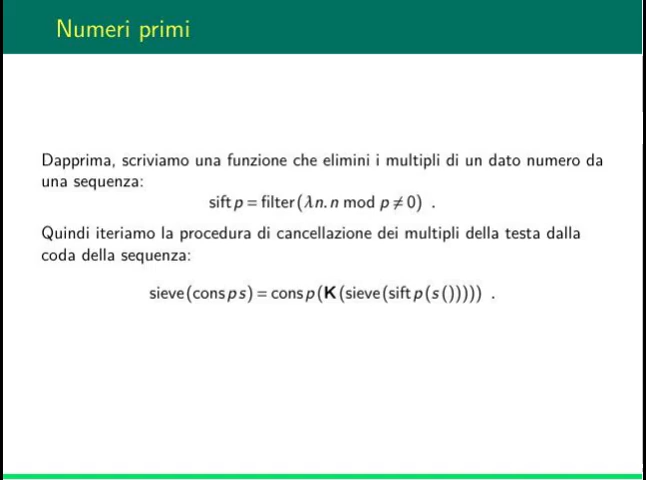 Numeri primi
Dapprima, scriviamo una funzione che elimini i multipli di un dato numero da
una sequenza:
sift p = filter(λn. n mod p ≠ 0) .
Quindi iteriamo la procedura di cancellazione dei multipli della testa dalla
coda della sequenza:
sieve(cons p s) = cons p(K(sieve(sift p(s())))) .